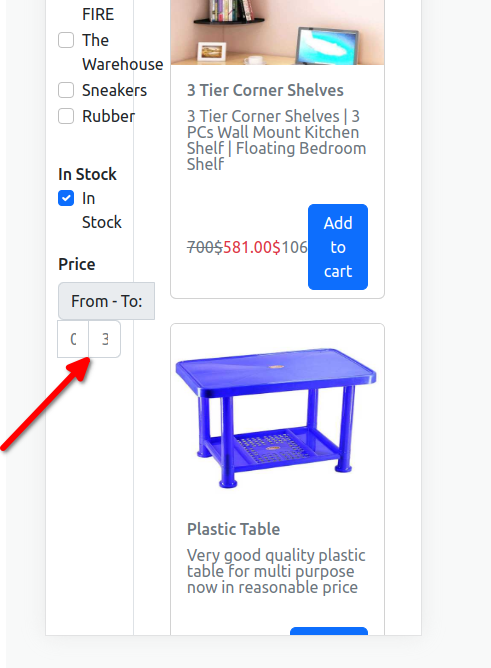 FIRE
The
Warehouse
Sneakers
Rubber
In Stock
In
Stock
Price
From - To:
3
3 Tier Corner Shelves
3 Tier Corner Shelves | 3
PCs Wall Mount Kitchen
Shelf | Floating Bedroom
Shelf
700$581.00$106
Add
to
cart
Plastic Table
Very good quality plastic
table for multi purpose
now in reasonable price